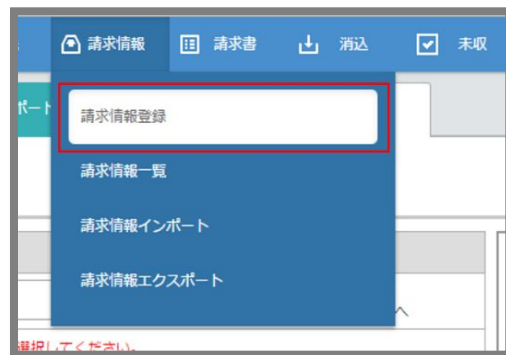 請求情報 請求書 消込 未収
ポート
請求情報登録
請求情報一覧
請求情報インポート
請求情報エクスポート
選択してください。